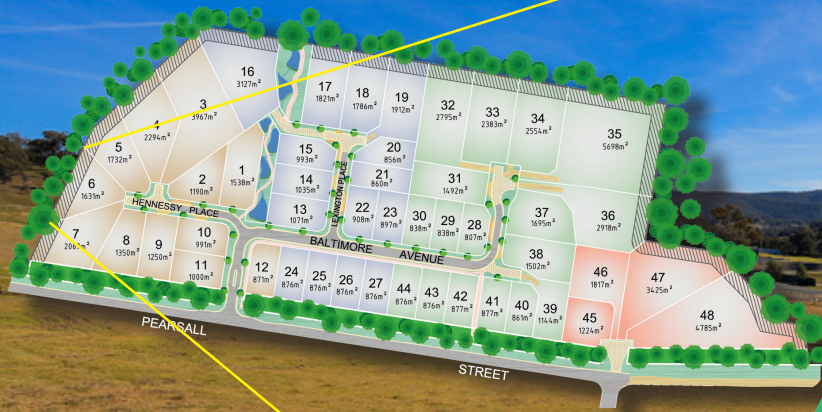 16
3127m²
17
1821m²
18
1786m²
19
1912m²
32
2795m²
33
2383m²
34
2554m²
35
5698m²
3
3967m²
4
2294m²
5
1732m²
6
1631m²
7
8
1350m²
9
1250m²
10
991m²
11
1000m²
2
1190m²
1
1538m²
15
993m²
14
1035m²
13
1071m²
20
856m²
21
860m²
22
908m²
23
897m²
31
1492m²
30
838m²
29
838m²
28
807m²
37
1695m²
36
2918m²
38
1502m²
HENNESSY PLACE
LEXINGTON PLACE
BALTIMORE AVENUE
12
871m²
24
876m²
25
876m²
26
876m²
27
876m²
44
876m²
43
876m²
42
877m²
41
877m²
40
861m²
39
1144m²
46
1817m²
45
1224m²
47
3425m²
48
4785m²
PEARSALL STREET